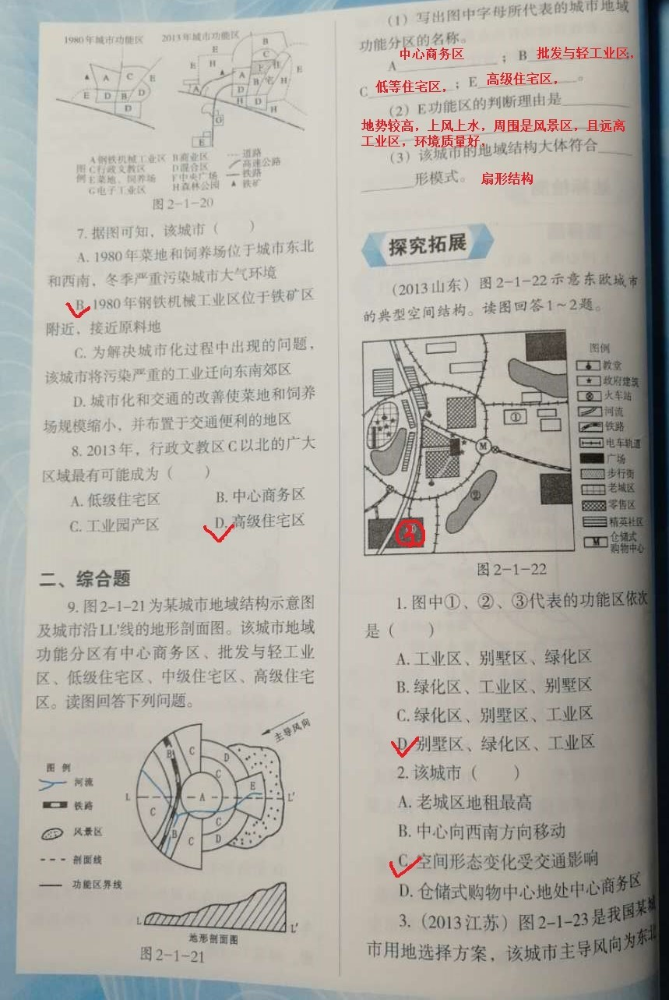 1980年城市功能区 2013年城市功能区
A C E
E D B D
D
B
E C
H F H
A D B 宅 H E
H D D
H H
G
E
A钢铁机械工业区 B商业区 道路
图 C行政文教区 D混合区 高速公路
例 E菜地、饲养场 F中央广场 铁路
G电子工业区 H森林公园 铁矿
图2-1-20
7. 据图可知，该城市（ ）
A. 1980年菜地和饲养场位于城市东北
和西南，冬季严重污染城市大气环境
B. 1980年钢铁机械工业区位于铁矿区
附近，接近原料地
C. 为解决城市化过程中出现的问题，
该城市将污染严重的工业迁向东南郊区
D. 城市化和交通的改善使菜地和饲养
场规模缩小，并布置于交通便利的地区
8. 2013年，行政文教区C以北的广大
区域最有可能成为（ ）
A. 低级住宅区 B. 中心商务区
C. 工业园产区 D. 高级住宅区
二、综合题
9. 图2-1-21为某城市地域结构示意图
及城市沿LL'线的地形剖面图。该城市地域
功能分区有中心商务区、批发与轻工业
区、低级住宅区、中级住宅区、高级住宅
区。读图回答下列问题。
主导风向
图 例
河流
铁路
风景区
剖面线
功能区界线
B C D
C
L C A E L'
C
B C D
L L'
地形剖面图
图2-1-21
（1）写出图中字母所代表的城市地域
功能分区的名称。
A 中心商务区 ；B 批发与轻工业区，
C 低等住宅区，；E 高级住宅区，。
（2）E功能区的判断理由是
地势较高，上风上水，周围是风景区，且远离
工业区，环境质量好，
（3）该城市的地域结构大体符合
形模式。 扇形结构
探究拓展
（2013山东）图2-1-22示意东欧城市
的典型空间结构。读图回答1～2题。
图例
教堂
政府建筑
火车站
河流
铁路
电车轨道
广场
步行街
老城区
零售区
精英社区
M 仓储式
购物中心
①
M
②
图2-1-22
1. 图中①、②、③代表的功能区依次
是（ ）
A. 工业区、别墅区、绿化区
B. 绿化区、工业区、别墅区
C. 绿化区、别墅区、工业区
D. 别墅区、绿化区、工业区
2. 该城市（ ）
A. 老城区地租最高
B. 中心向西南方向移动
C. 空间形态变化受交通影响
D. 仓储式购物中心地处中心商务区
3.（2013江苏）图2-1-23是我国某城
市用地选择方案，该城市主导风向为东北